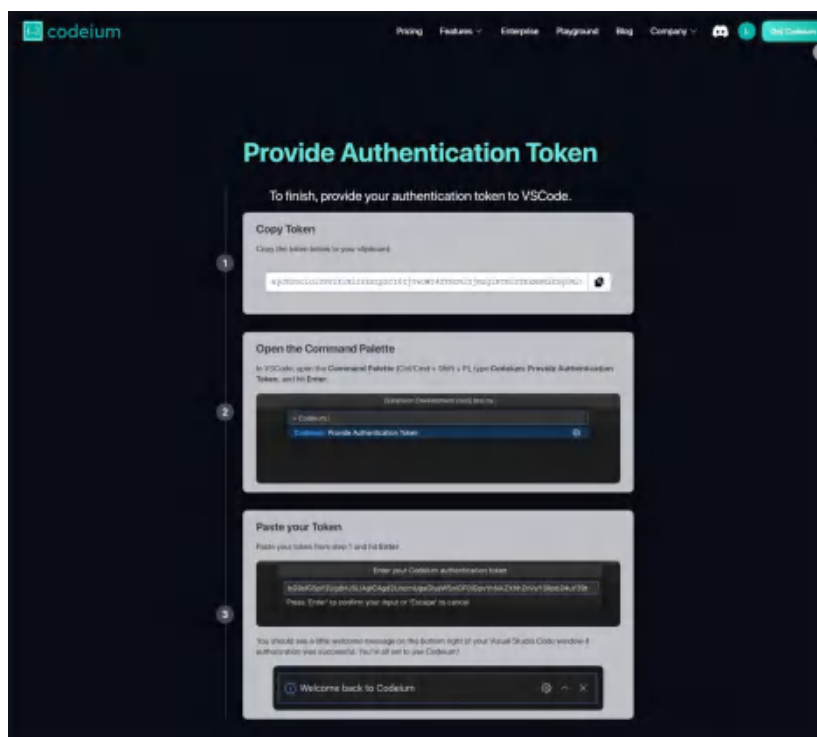 codeium
Pricing Features Enterprise Playground Blog Company Get Codeium
Provide Authentication Token
To finish, provide your authentication token to VSCode.
Copy Token
Copy the token below to your clipboard
1
Open the Command Palette
In VSCode, open the Command Palette (Ctrl/Cmd + Shift + P), type Codeium: Provide Authentication
Token, and hit Enter.
2
> Codeium:
Codeium: Provide Authentication Token
Paste your Token
Paste your token from step 1 and hit Enter
Enter your Codeium authentication token
Press 'Enter' to confirm your input or 'Escape' to cancel
3
You should see a little welcome message on the bottom right of your Visual Studio Code window if
authorization was successful. You're all set to use Codeium!
Welcome back to Codeium